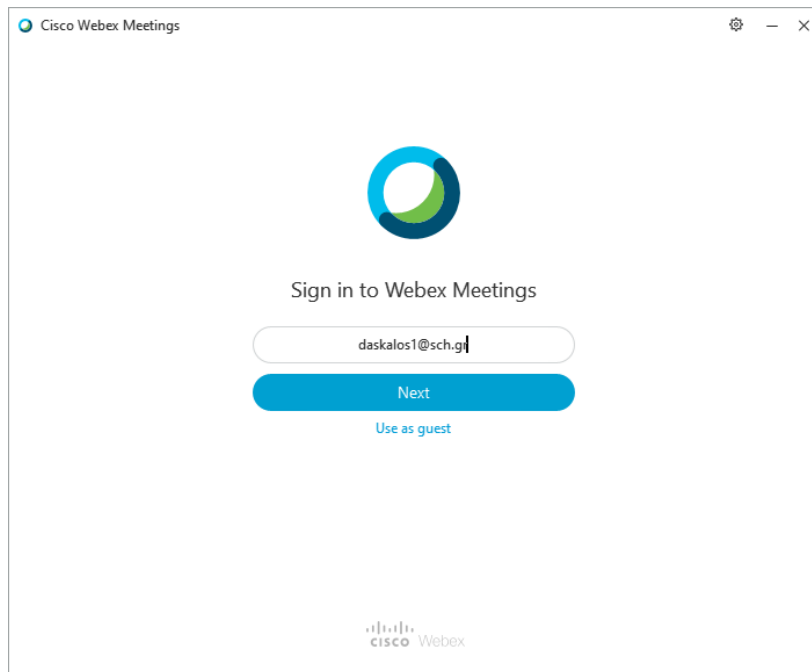 Cisco Webex Meetings
Sign in to Webex Meetings
daskalos1@sch.gr
Next
Use as guest
CISCO Webex